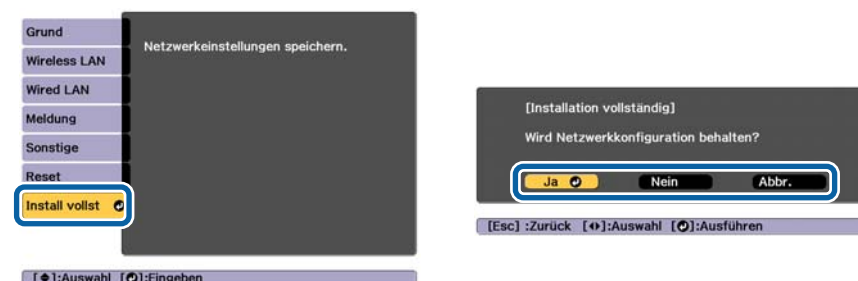 Grund
Wireless LAN
Wired LAN
Meldung
Sonstige
Reset
Install vollst
Netzwerkeinstellungen speichern.
[ ]:Auswahl [ ]:Eingeben
[Installation vollständig]
Wird Netzwerkkonfiguration behalten?
Ja Nein Abbr.
[Esc] :Zurück [ ]:Auswahl [ ]:Ausführen